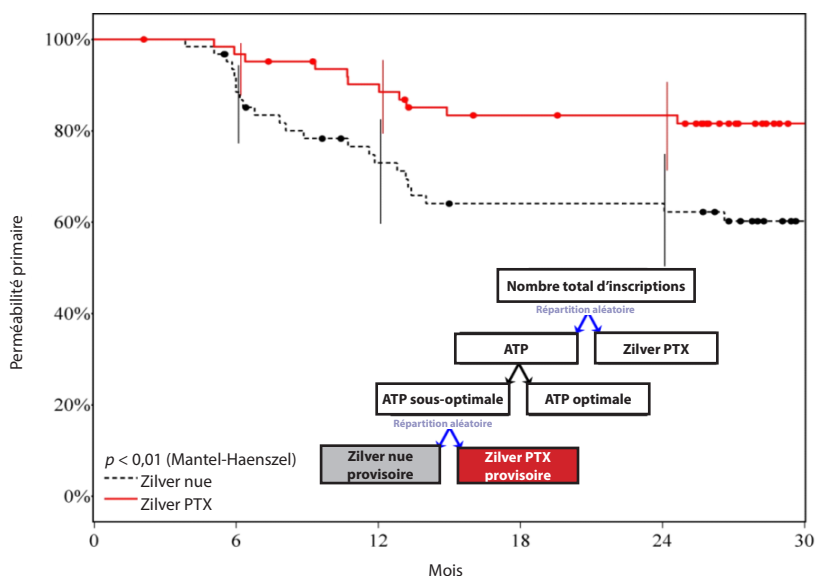 100%
80%
60%
40%
20%
0%
Perméabilité primaire
Nombre total d'inscriptions
Répartition aléatoire
ATP
Zilver PTX
ATP sous-optimale
ATP optimale
Répartition aléatoire
Zilver nue
provisoire
Zilver PTX
provisoire
p < 0,01 (Mantel-Haenszel)
Zilver nue
Zilver PTX
0 6 12 18 24 30
Mois